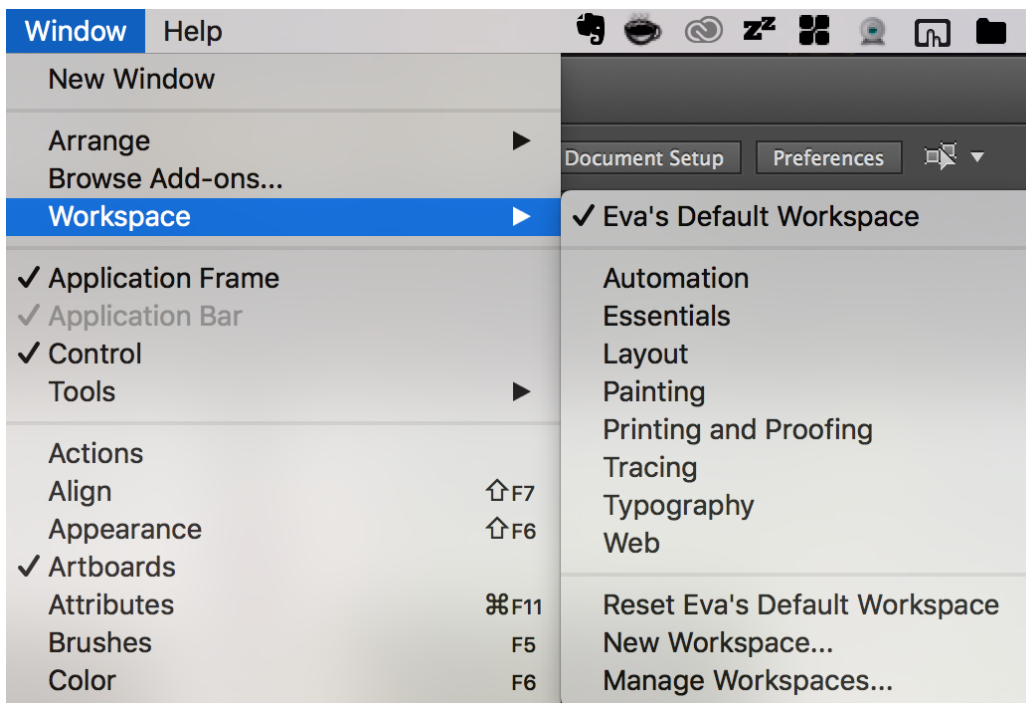 Window Help
zzz
New Window
Arrange
Browse Add-ons...
Workspace
Application Frame
Application Bar
Control
Tools
Actions
Align ⇧F7
Appearance ⇧F6
Artboards
Attributes ⌘F11
Brushes F5
Color F6
Document Setup Preferences
Eva's Default Workspace
Automation
Essentials
Layout
Painting
Printing and Proofing
Tracing
Typography
Web
Reset Eva's Default Workspace
New Workspace...
Manage Workspaces...